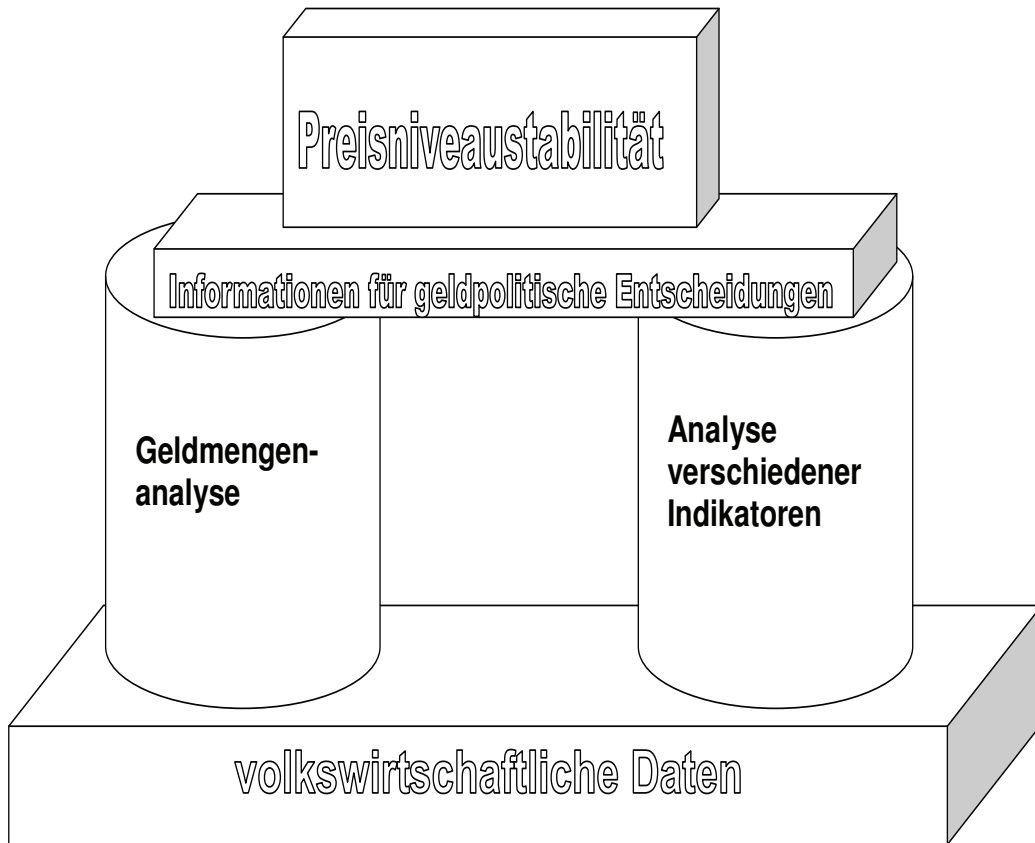 Preisniveaustabilität
Informationen für geldpolitische Entscheidungen
Geldmengen-
analyse
Analyse
verschiedener
Indikatoren
volkswirtschaftliche Daten